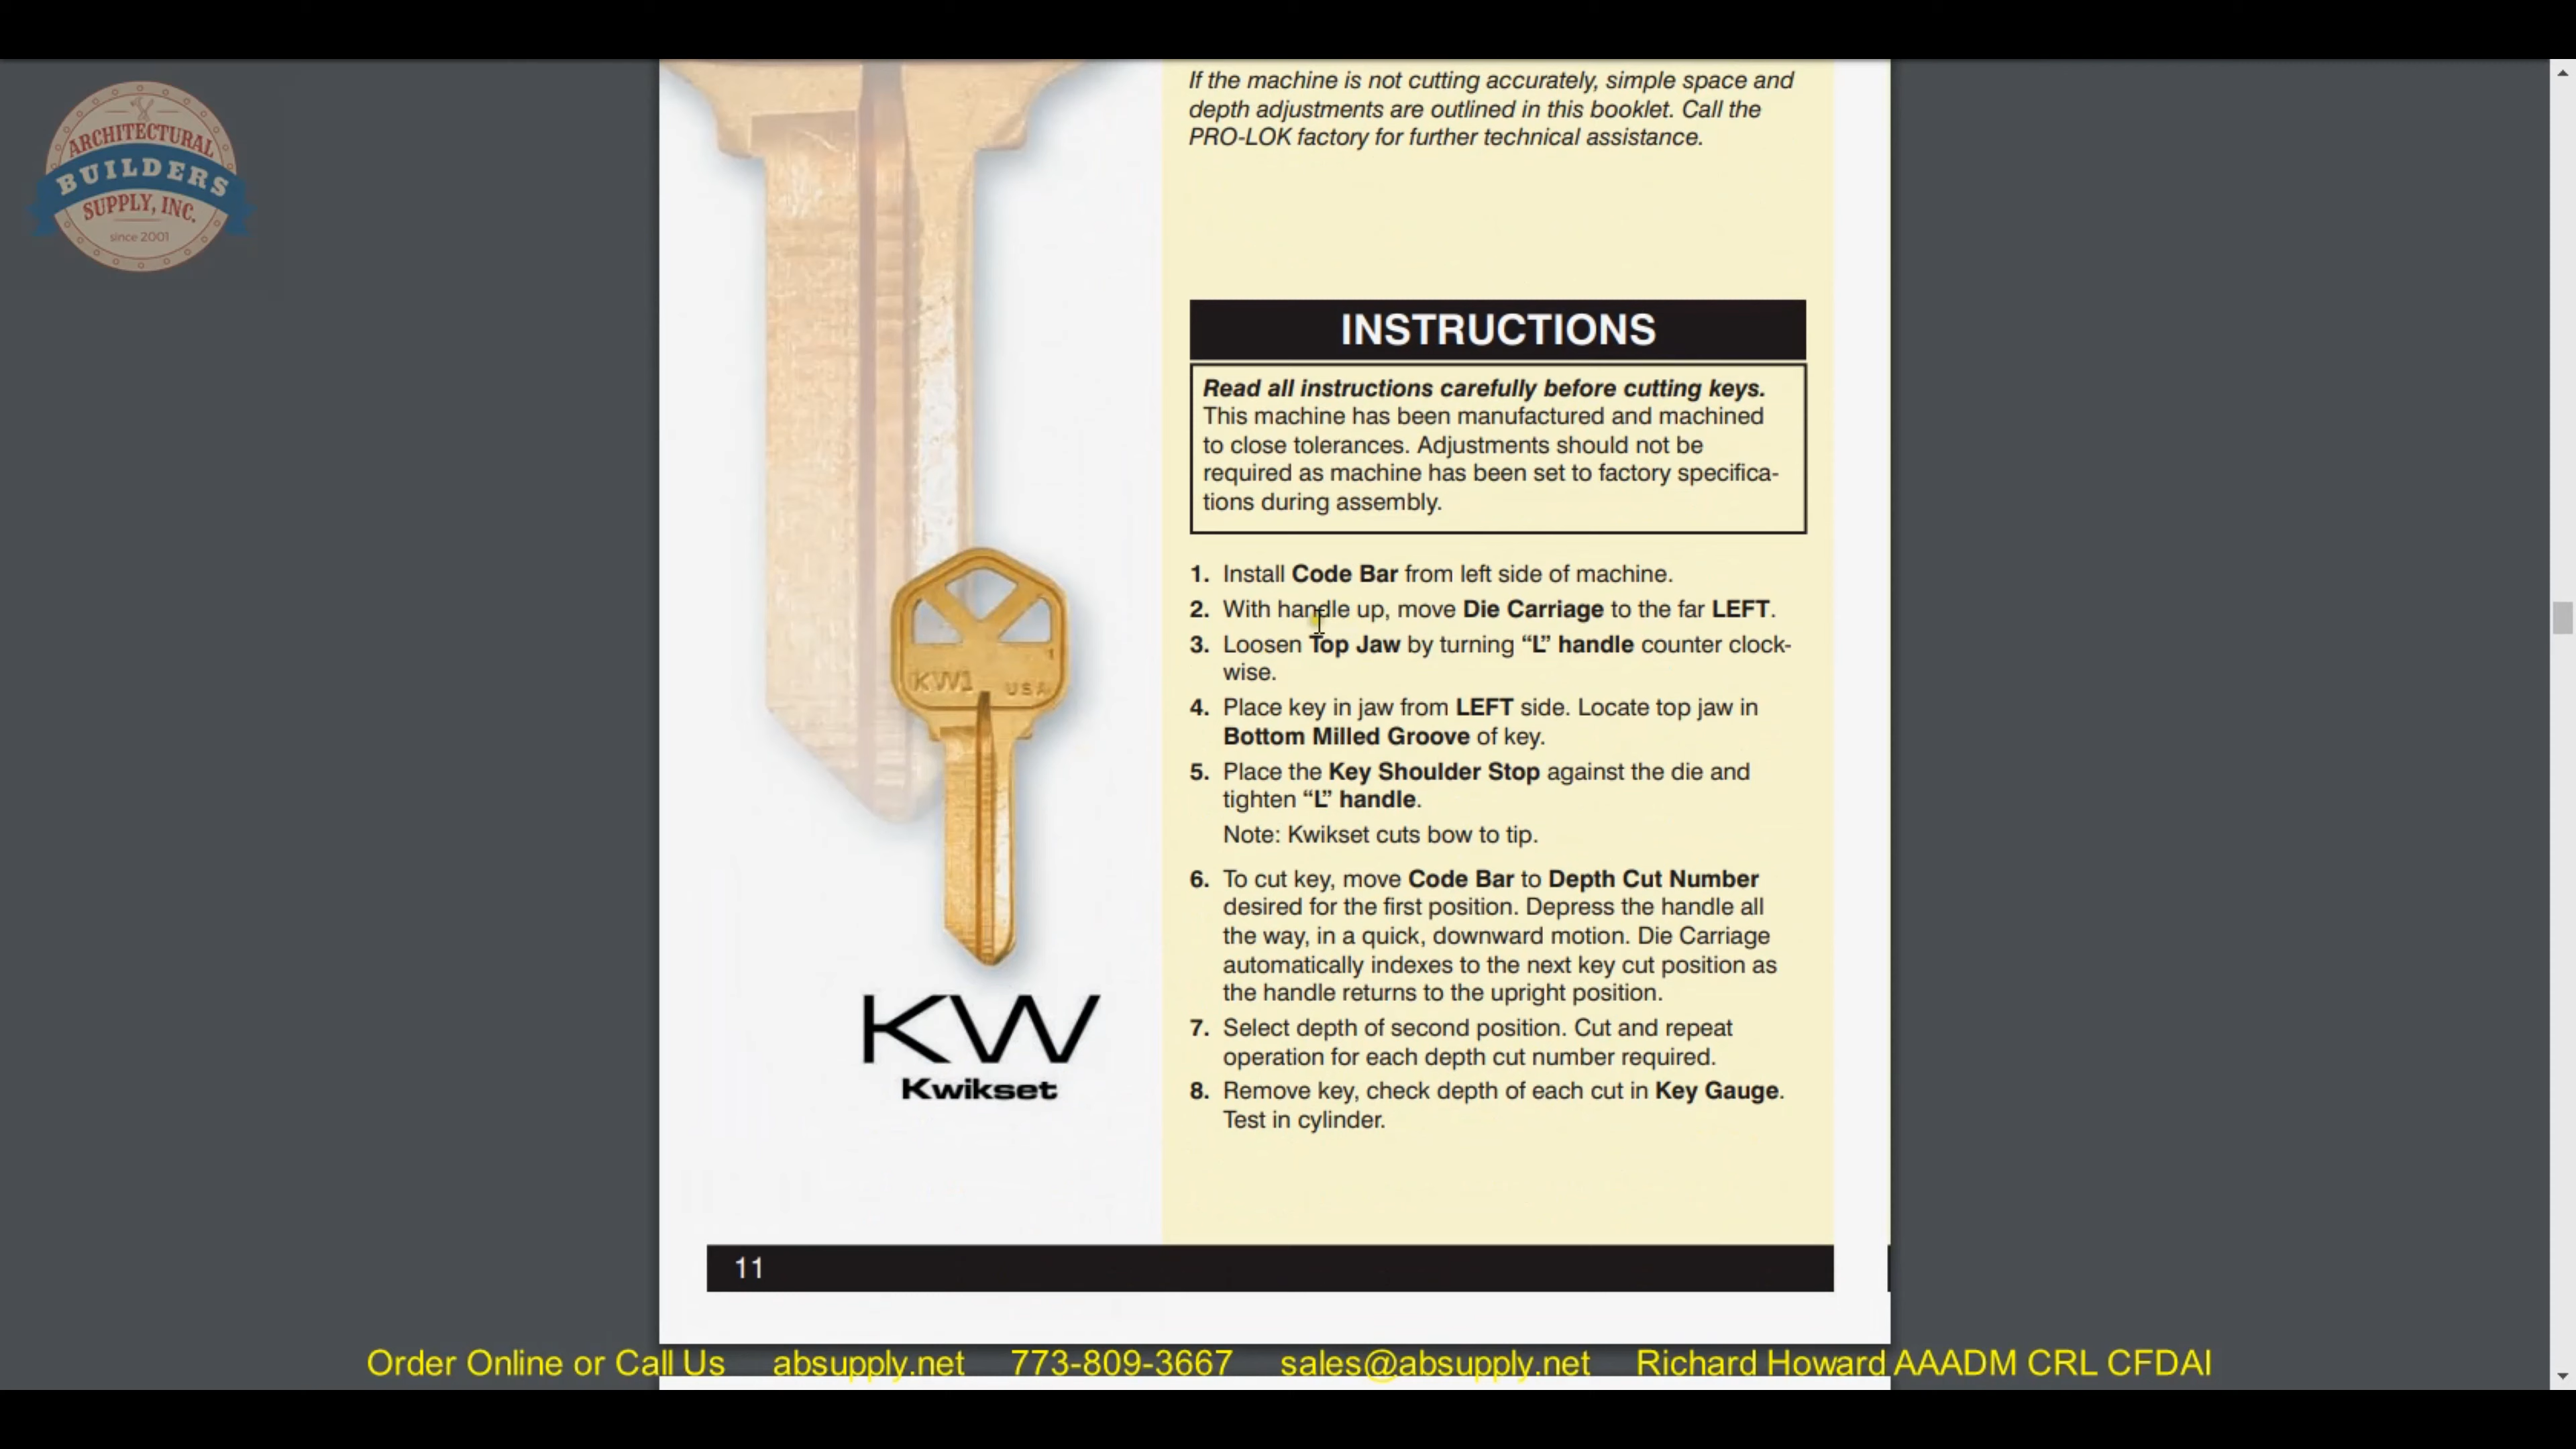 ARCHITECTURAL
BUILDERS
SUPPLY, INC.
since 2001
If the machine is not cutting accurately, simple space and
depth adjustments are outlined in this booklet. Call the
PRO-LOK factory for further technical assistance.
INSTRUCTIONS
Read all instructions carefully before cutting keys.
This machine has been manufactured and machined
to close tolerances. Adjustments should not be
required as machine has been set to factory specifica-
tions during assembly.
1. Install Code Bar from left side of machine.
2. With handle up, move Die Carriage to the far LEFT.
3. Loosen Top Jaw by turning “L” handle counter clock-
wise.
4. Place key in jaw from LEFT side. Locate top jaw in
Bottom Milled Groove of key.
5. Place the Key Shoulder Stop against the die and
tighten “L” handle.
Note: Kwikset cuts bow to tip.
6. To cut key, move Code Bar to Depth Cut Number
desired for the first position. Depress the handle all
the way, in a quick, downward motion. Die Carriage
automatically indexes to the next key cut position as
the handle returns to the upright position.
7. Select depth of second position. Cut and repeat
operation for each depth cut number required.
8. Remove key, check depth of each cut in Key Gauge.
Test in cylinder.
KW1 USA
KW
Kwikset
11
Order Online or Call Us absupply.net 773-809-3667 sales@absupply.net Richard Howard AAADM CRL CFDAI